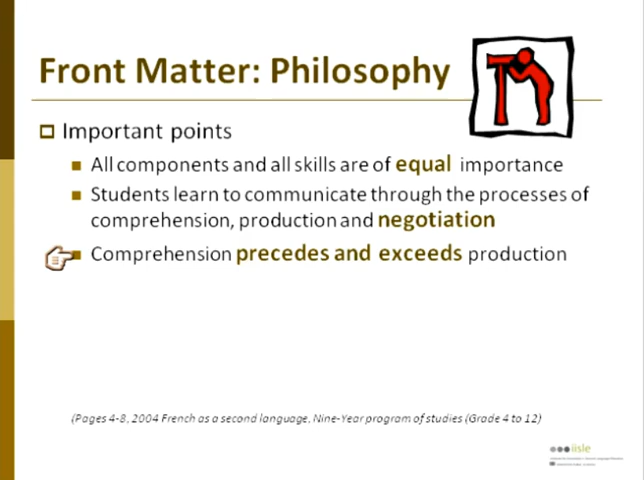 Front Matter: Philosophy
Important points
All components and all skills are of equal importance
Students learn to communicate through the processes of
comprehension, production and negotiation
Comprehension precedes and exceeds production
(Pages 4-8, 2004 French as a second language, Nine-Year program of studies (Grade 4 to 12)
iisle